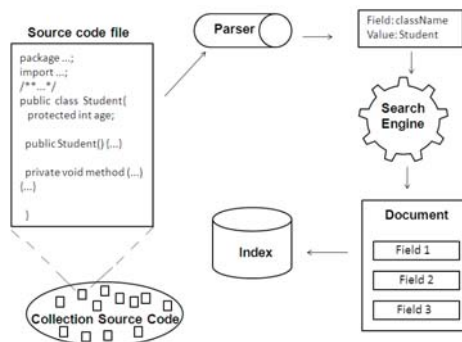 Source code file
package ...;
import ...;
/**...*/
public class Student{
protected int age;
public Student() (...)
private void method (...)
(...)
}
Collection Source Code
Parser
Field: className
Value: Student
Search
Engine
Document
Field 1
Field 2
Field 3
Index